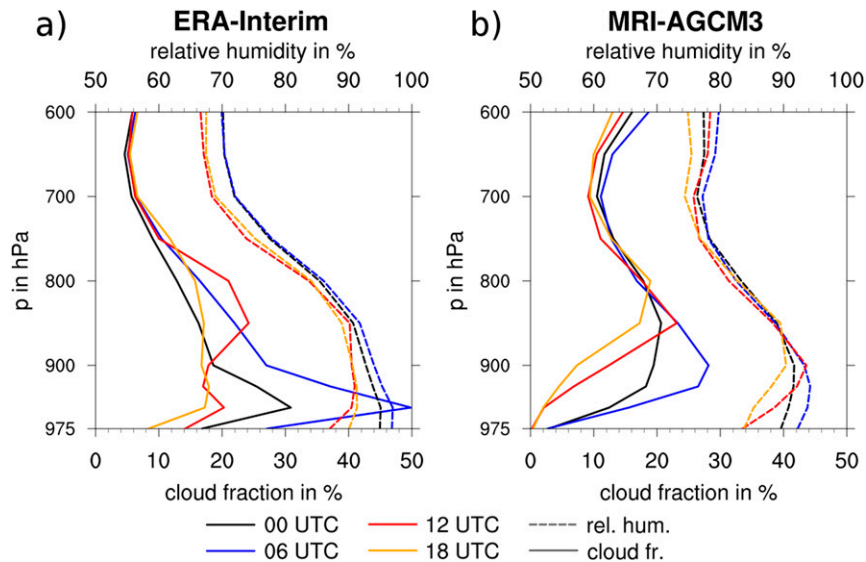 a)
ERA-Interim
relative humidity in %
50 60 70 80 90 100
600
700
800
900
975
p in hPa
0 10 20 30 40 50
cloud fraction in %
b)
MRI-AGCM3
relative humidity in %
50 60 70 80 90 100
600
700
800
900
975
p in hPa
0 10 20 30 40 50
cloud fraction in %
00 UTC 12 UTC rel. hum.
06 UTC 18 UTC cloud fr.